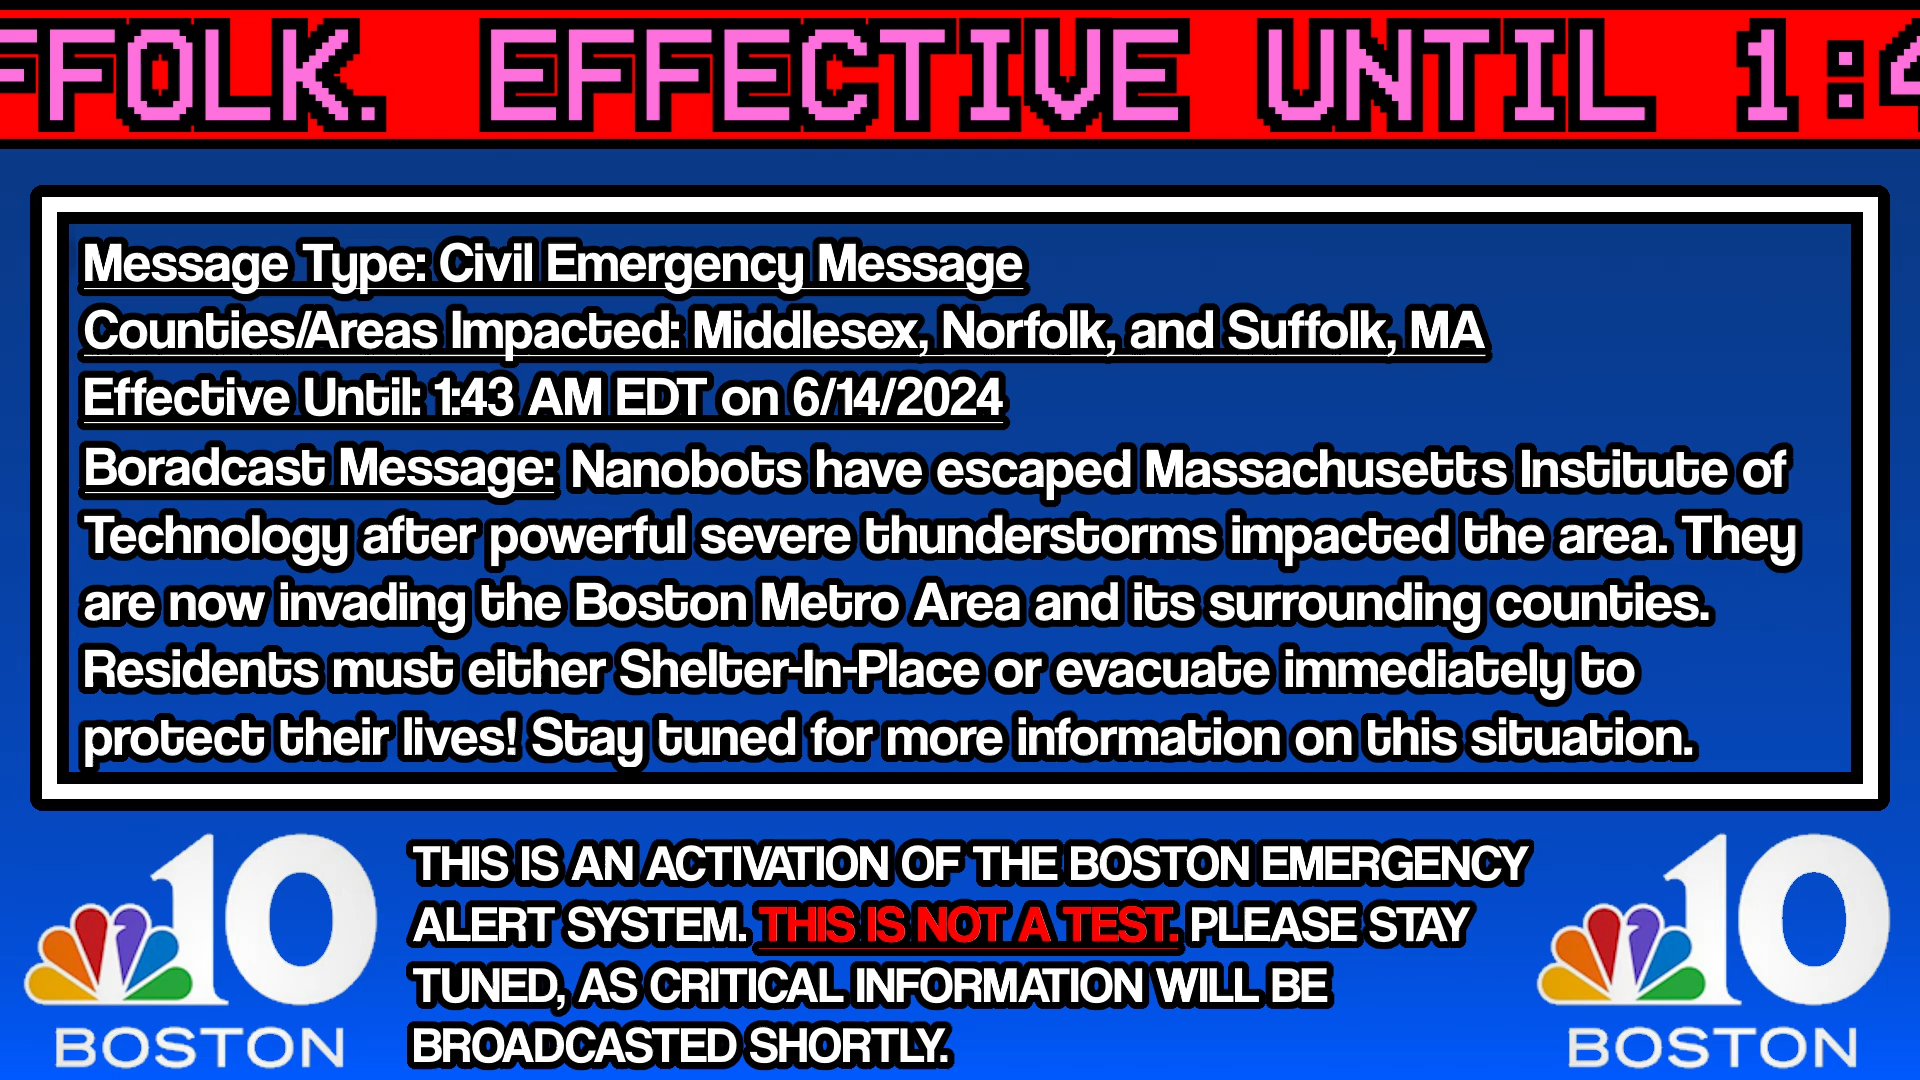 FFOLK. EFFECTIVE UNTIL 1:4
Message Type: Civil Emergency Message
Counties/Areas Impacted: Middlesex, Norfolk, and Suffolk, MA
Effective Until: 1:43 AM EDT on 6/14/2024
Boradcast Message: Nanobots have escaped Massachusetts Institute of
Technology after powerful severe thunderstorms impacted the area. They
are now invading the Boston Metro Area and its surrounding counties.
Residents must either Shelter-In-Place or evacuate immediately to
protect their lives! Stay tuned for more information on this situation.
10
BOSTON
THIS IS AN ACTIVATION OF THE BOSTON EMERGENCY
ALERT SYSTEM. THIS IS NOT A TEST. PLEASE STAY
TUNED, AS CRITICAL INFORMATION WILL BE
BROADCASTED SHORTLY.
10
BOSTON